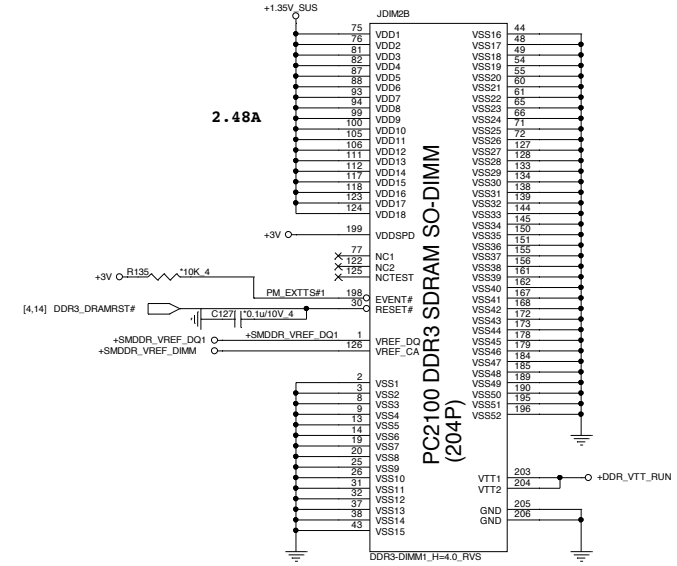 +1.35V_SUS
JDIM2B
2.48A
75 VDD1
76 VDD2
81 VDD3
82 VDD4
87 VDD5
88 VDD6
93 VDD7
94 VDD8
99 VDD9
100 VDD10
105 VDD11
106 VDD12
111 VDD13
112 VDD14
117 VDD15
118 VDD16
123 VDD17
124 VDD18
+3V 199 VDDSPD
77 NC1
122 NC2
125 NCTEST
+3V R135 *10K_4
PM_EXTTS#1 198 EVENT#
[4,14] DDR3_DRAMRST# 30 RESET#
C127 *0.1u/10V_4
+SMDDR_VREF_DQ1 +SMDDR_VREF_DQ1 1 VREF_DQ
+SMDDR_VREF_DIMM 126 VREF_CA
2 VSS1
3 VSS2
8 VSS3
9 VSS4
13 VSS5
14 VSS6
19 VSS7
20 VSS8
25 VSS9
26 VSS10
31 VSS11
32 VSS12
37 VSS13
38 VSS14
43 VSS15
PC2100 DDR3 SDRAM SO-DIMM
(204P)
VSS16 44
VSS17 48
VSS18 49
VSS19 54
VSS20 55
VSS21 60
VSS22 61
VSS23 65
VSS24 66
VSS25 71
VSS26 72
VSS27 127
VSS28 128
VSS29 133
VSS30 134
VSS31 138
VSS32 139
VSS33 144
VSS34 145
VSS35 150
VSS36 151
VSS37 155
VSS38 156
VSS39 161
VSS40 162
VSS41 167
VSS42 168
VSS43 172
VSS44 173
VSS45 178
VSS46 179
VSS47 184
VSS48 185
VSS49 189
VSS50 190
VSS51 195
VSS52 196
VTT1 203
VTT2 204
+DDR_VTT_RUN
GND 205
GND 206
DDR3-DIMM1_H=4.0_RVS